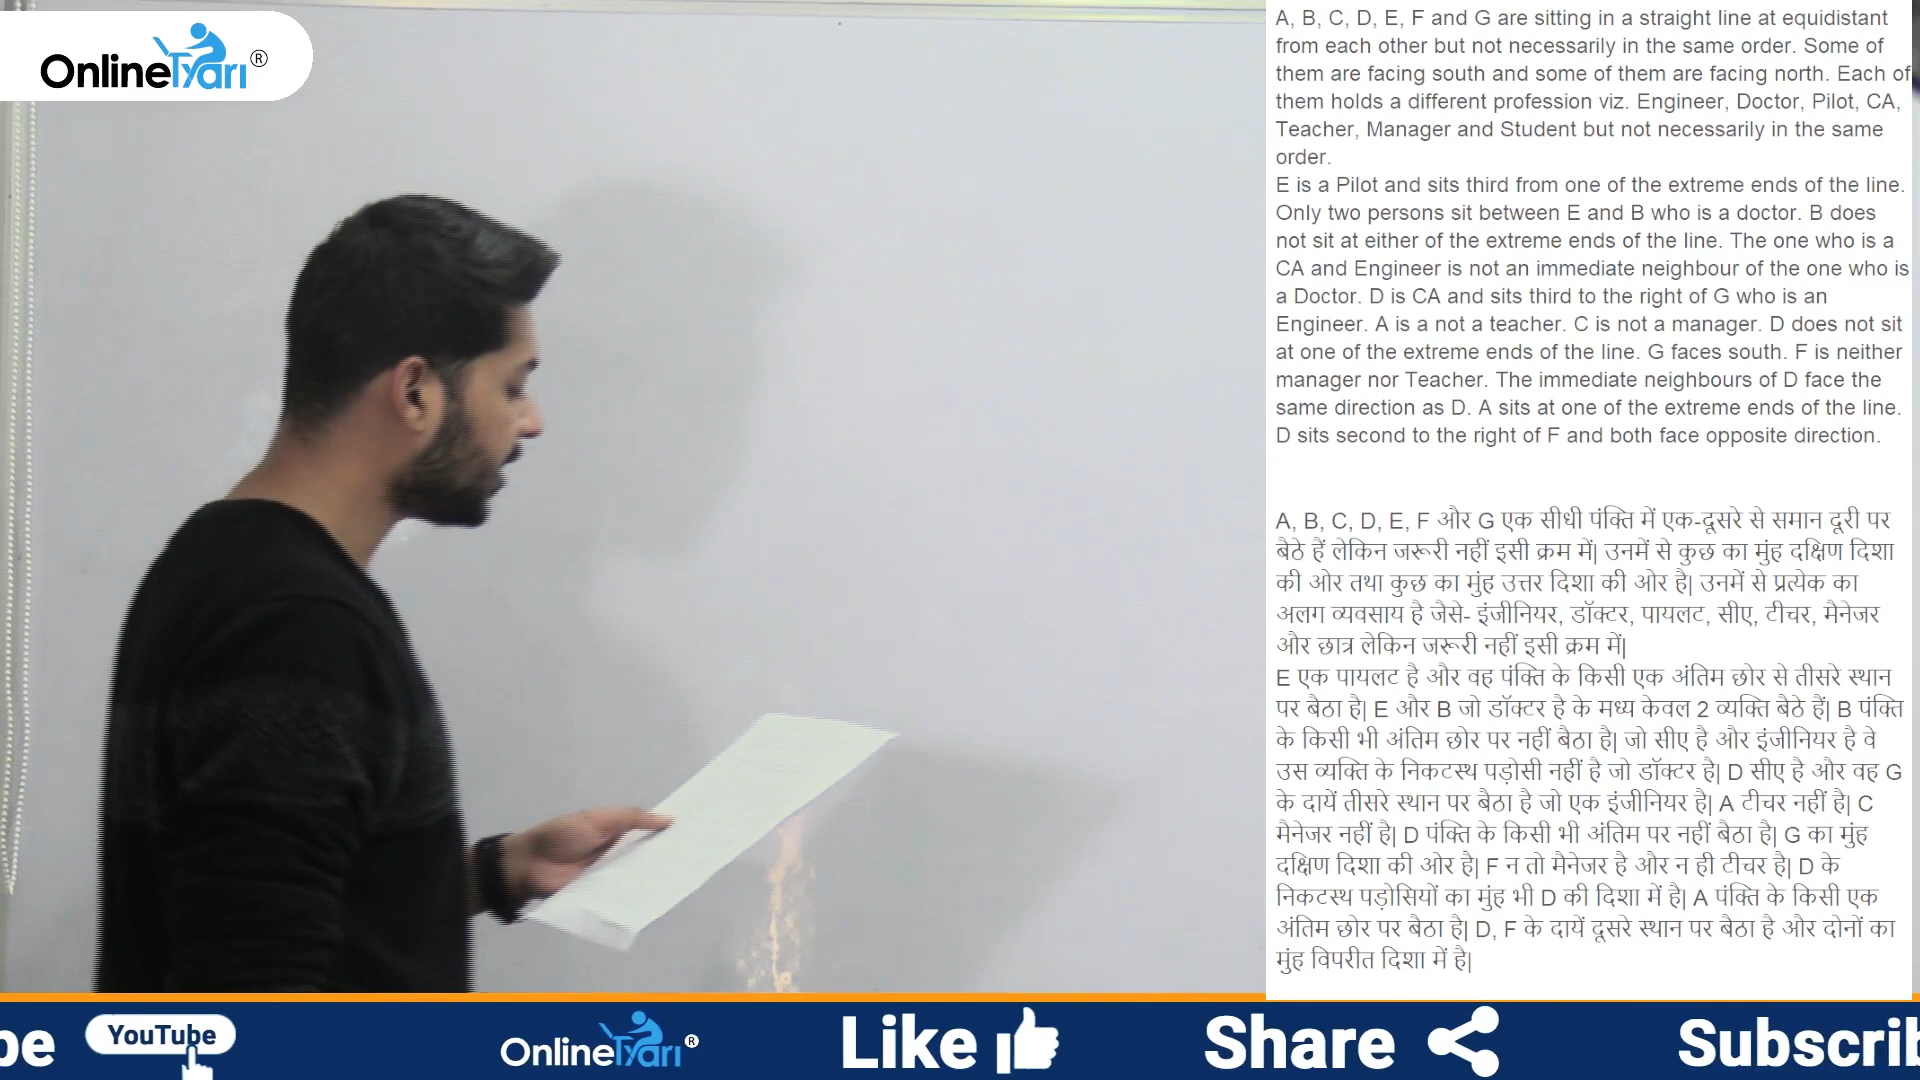 OnlineTyari®
A, B, C, D, E, F and G are sitting in a straight line at equidistant
from each other but not necessarily in the same order. Some of
them are facing south and some of them are facing north. Each of
them holds a different profession viz. Engineer, Doctor, Pilot, CA,
Teacher, Manager and Student but not necessarily in the same
order.
E is a Pilot and sits third from one of the extreme ends of the line.
Only two persons sit between E and B who is a doctor. B does
not sit at either of the extreme ends of the line. The one who is a
CA and Engineer is not an immediate neighbour of the one who is
a Doctor. D is CA and sits third to the right of G who is an
Engineer. A is a not a teacher. C is not a manager. D does not sit
at one of the extreme ends of the line. G faces south. F is neither
manager nor Teacher. The immediate neighbours of D face the
same direction as D. A sits at one of the extreme ends of the line.
D sits second to the right of F and both face opposite direction.
A, B, C, D, E, F और G एक सीधी पंक्ति में एक-दूसरे से समान दूरी पर
बैठे हैं लेकिन जरूरी नहीं इसी क्रम में| उनमें से कुछ का मुंह दक्षिण दिशा
की ओर तथा कुछ का मुंह उत्तर दिशा की ओर है| उनमें से प्रत्येक का
अलग व्यवसाय है जैसे- इंजीनियर, डॉक्टर, पायलट, सीए, टीचर, मैनेजर
और छात्र लेकिन जरूरी नहीं इसी क्रम में|
E एक पायलट है और वह पंक्ति के किसी एक अंतिम छोर से तीसरे स्थान
पर बैठा है| E और B जो डॉक्टर है के मध्य केवल 2 व्यक्ति बैठे हैं| B पंक्ति
के किसी भी अंतिम छोर पर नहीं बैठा है| जो सीए है और इंजीनियर है वे
उस व्यक्ति के निकटस्थ पड़ोसी नहीं है जो डॉक्टर है| D सीए है और वह G
के दायें तीसरे स्थान पर बैठा है जो एक इंजीनियर है| A टीचर नहीं है| C
मैनेजर नहीं है| D पंक्ति के किसी भी अंतिम पर नहीं बैठा है| G का मुंह
दक्षिण दिशा की ओर है| F न तो मैनेजर है और न ही टीचर है| D के
निकटस्थ पड़ोसियों का मुंह भी D की दिशा में है| A पंक्ति के किसी एक
अंतिम छोर पर बैठा है| D, F के दायें दूसरे स्थान पर बैठा है और दोनों का
मुंह विपरीत दिशा में है|
be YouTube OnlineTyari® Like Share Subscrib